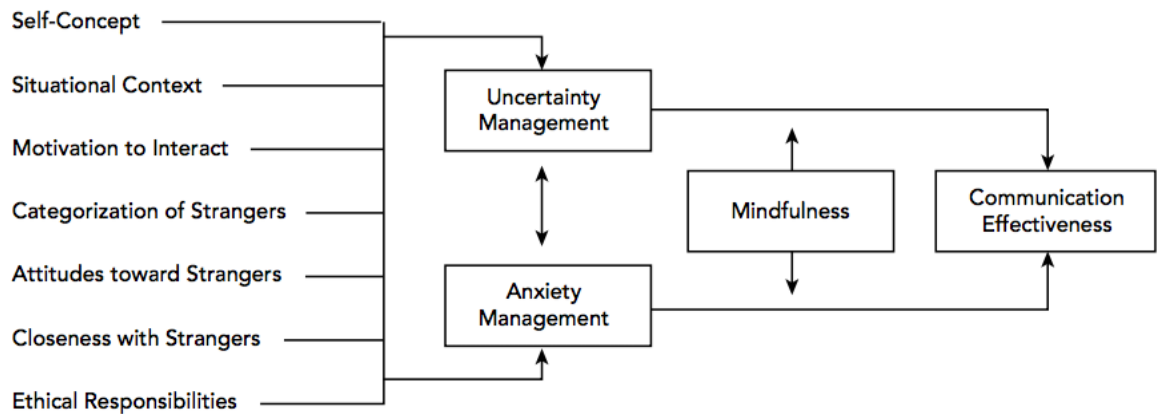 Self-Concept
Situational Context
Motivation to Interact
Categorization of Strangers
Attitudes toward Strangers
Closeness with Strangers
Ethical Responsibilities
Uncertainty
Management
Anxiety
Management
Mindfulness
Communication
Effectiveness